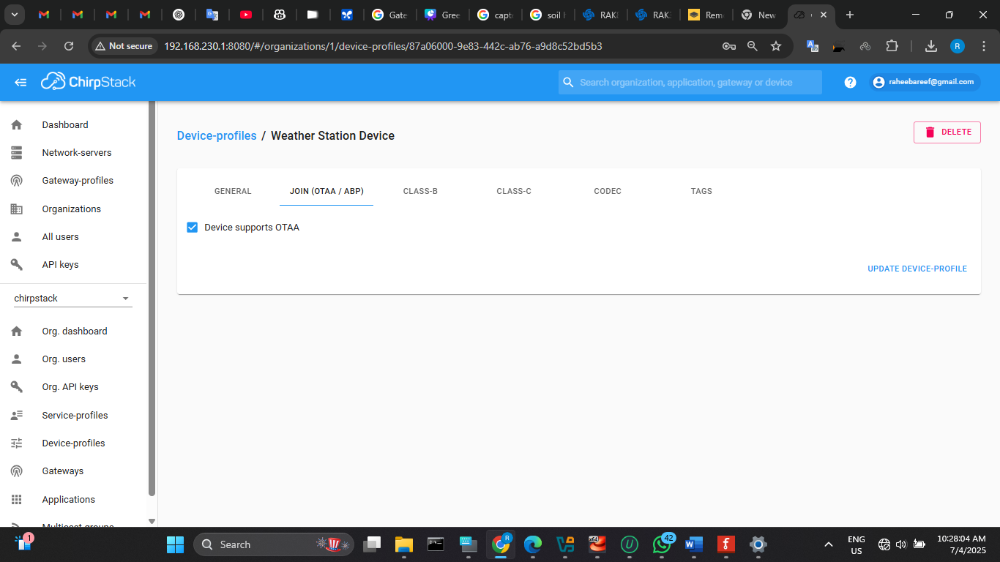 Gate
Gree
capt
soil
RAK
RAK
Rem
New
Not secure
192.168.230.1:8080/#/organizations/1/device-profiles/87a06000-9e83-442c-ab76-a9d8c52bd5b3
R
ChirpStack
Search organization, application, gateway or device
raheebareef@gmail.com
Dashboard
Network-servers
Gateway-profiles
Organizations
All users
API keys
chirpstack
Org. dashboard
Org. users
Org. API keys
Service-profiles
Device-profiles
Gateways
Applications
Multicast-groups
Device-profiles / Weather Station Device
DELETE
GENERAL
JOIN (OTAA / ABP)
CLASS-B
CLASS-C
CODEC
TAGS
Device supports OTAA
UPDATE DEVICE-PROFILE
1
Search
R
42
ENG
US
10:28:04 AM
7/4/2025